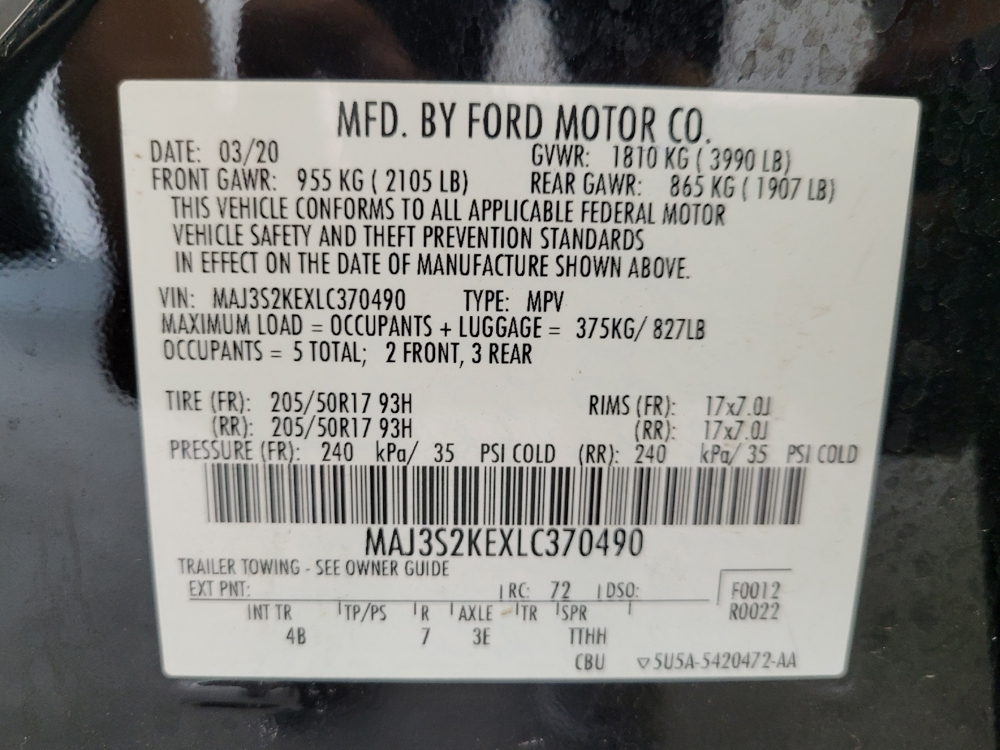 MFD. BY FORD MOTOR CO.
DATE: 03/20 GVWR: 1810 KG ( 3990 LB)
FRONT GAWR: 955 KG ( 2105 LB) REAR GAWR: 865 KG ( 1907 LB)
THIS VEHICLE CONFORMS TO ALL APPLICABLE FEDERAL MOTOR
VEHICLE SAFETY AND THEFT PREVENTION STANDARDS
IN EFFECT ON THE DATE OF MANUFACTURE SHOWN ABOVE.
VIN: MAJ3S2KEXLC370490 TYPE: MPV
MAXIMUM LOAD = OCCUPANTS + LUGGAGE = 375KG/ 827LB
OCCUPANTS = 5 TOTAL; 2 FRONT, 3 REAR
TIRE (FR): 205/50R17 93H RIMS (FR): 17x7.0J
(RR): 205/50R17 93H (RR): 17x7.0J
PRESSURE (FR): 240 kPa/ 35 PSI COLD (RR): 240 kPa/ 35 PSI COLD
MAJ3S2KEXLC370490
TRAILER TOWING - SEE OWNER GUIDE
EXT PNT: RC: 72 DSO: F0012
INT TR TP/PS R AXLE TR SPR R0022
4B 7 3E TTHH
CBU 5U5A-5420472-AA